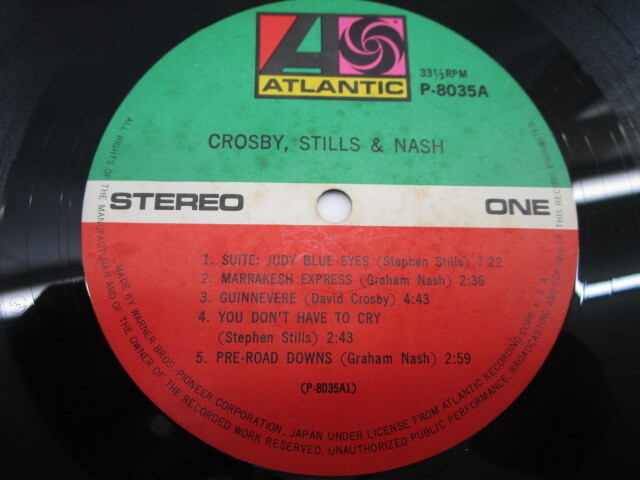 ATLANTIC
33⅓RPM
P-8035A
CROSBY, STILLS & NASH
STEREO
ONE
1. SUITE: JUDY BLUE EYES (Stephen Stills) 7:22
2. MARRAKESH EXPRESS (Graham Nash) 2:36
3. GUINNEVERE (David Crosby) 4:43
4. YOU DON'T HAVE TO CRY
(Stephen Stills) 2:43
5. PRE-ROAD DOWNS (Graham Nash) 2:59
(P-8035A1)
MADE BY WARNER BROS.-PIONEER CORPORATION, JAPAN UNDER LICENSE FROM ATLANTIC RECORDING CORP. U.S.A.
ALL RIGHTS OF THE MANUFACTURER AND OF THE OWNER OF THE RECORDED WORK RESERVED. UNAUTHORIZED PUBLIC PERFORMANCE, BROADCASTING AND COPYING OF THIS RECORD